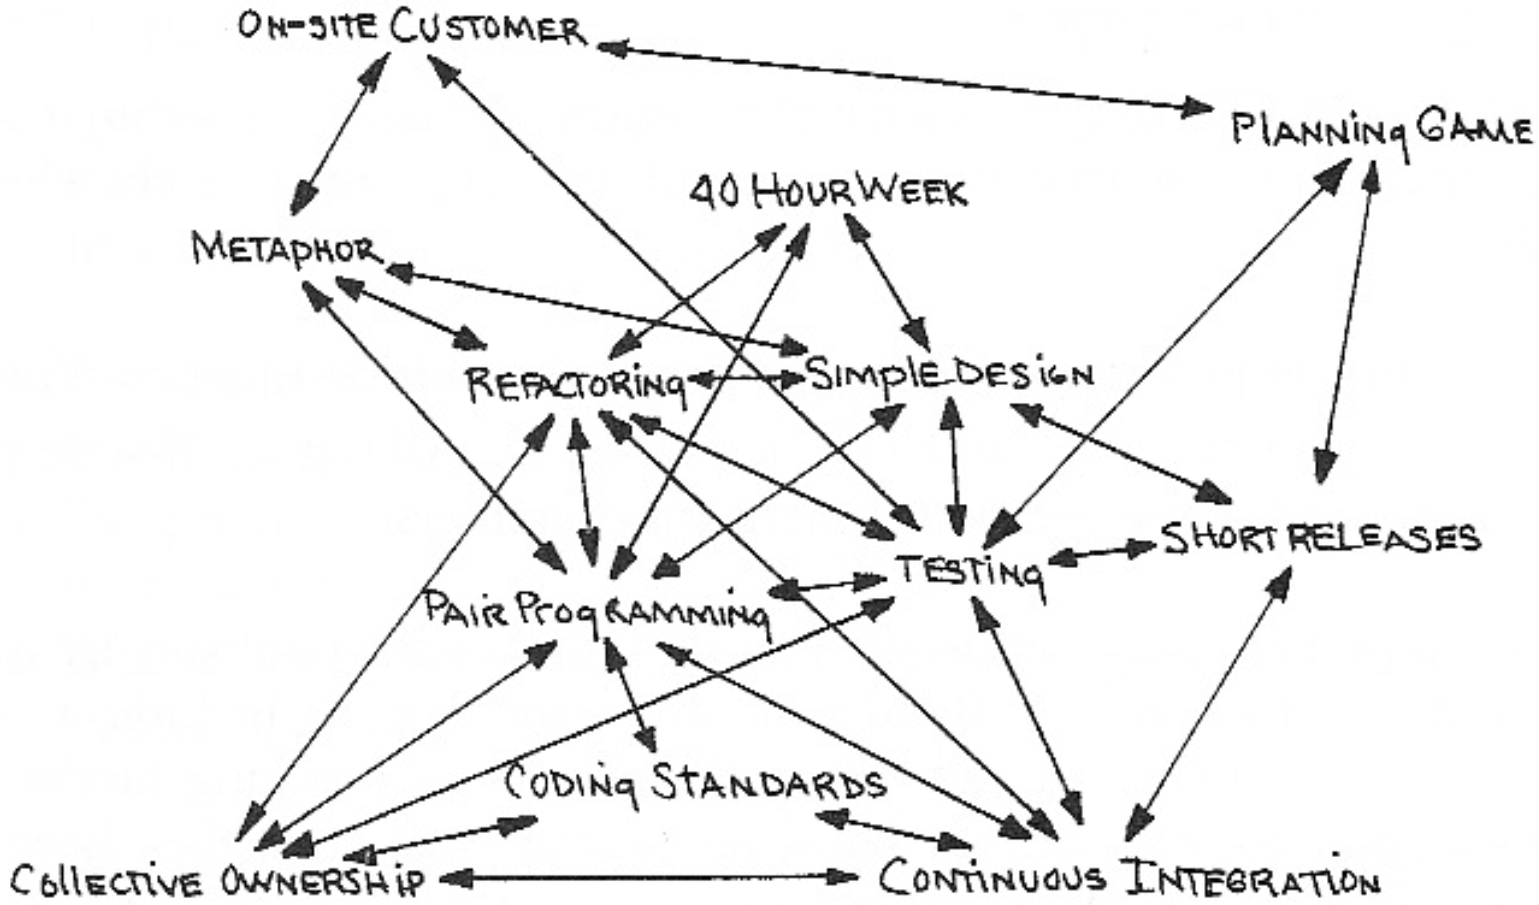 ON-SITE CUSTOMER
PLANNING GAME
40 HOUR WEEK
METAPHOR
REFACTORING
SIMPLE DESIGN
SHORT RELEASES
TESTING
PAIR PROGRAMMING
CODING STANDARDS
COLLECTIVE OWNERSHIP
CONTINUOUS INTEGRATION